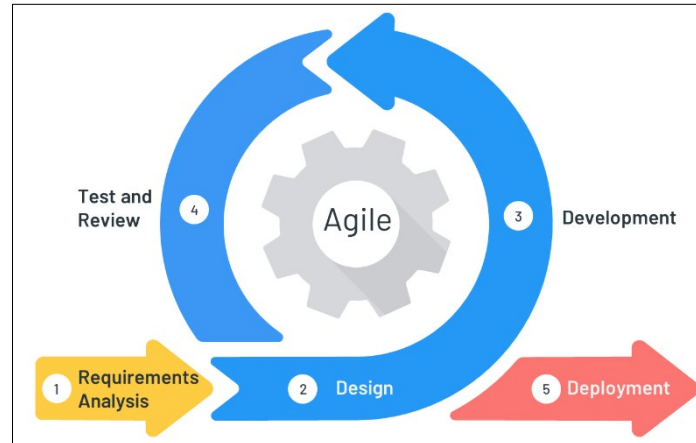 Agile
1
Requirements
Analysis
2
Design
3
Development
4
Test and
Review
5
Deployment